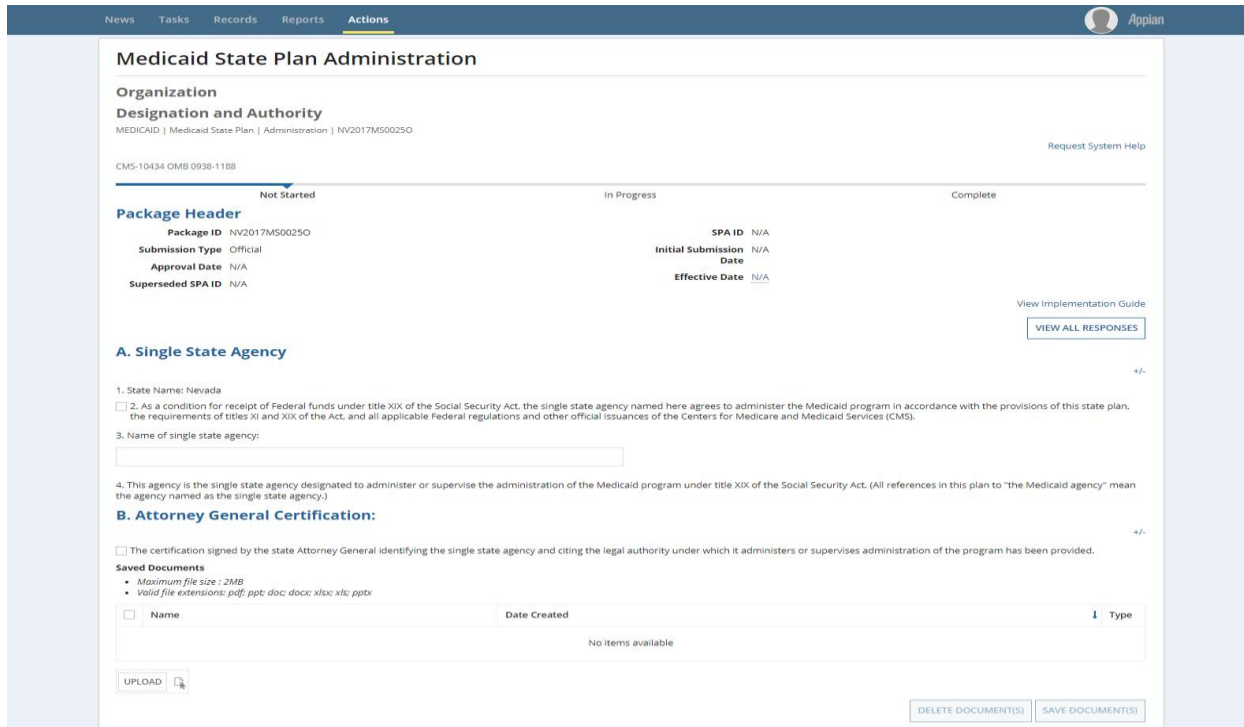 News Tasks Records Reports Actions Appian
Medicaid State Plan Administration
Organization
Designation and Authority
MEDICAID | Medicaid State Plan | Administration | NV2017MS0025O
Request System Help
CMS-10434 OMB 0938-1188
Not Started In Progress Complete
Package Header
Package ID NV2017MS0025O SPA ID N/A
Submission Type Official Initial Submission Date N/A
Approval Date N/A Effective Date N/A
Superseded SPA ID N/A
View Implementation Guide
VIEW ALL RESPONSES
A. Single State Agency
+/-
1. State Name: Nevada
2. As a condition for receipt of Federal funds under title XIX of the Social Security Act, the single state agency named here agrees to administer the Medicaid program in accordance with the provisions of this state plan,
the requirements of titles XI and XIX of the Act, and all applicable Federal regulations and other official issuances of the Centers for Medicare and Medicaid Services (CMS).
3. Name of single state agency:
4. This agency is the single state agency designated to administer or supervise the administration of the Medicaid program under title XIX of the Social Security Act. (All references in this plan to "the Medicaid agency" mean
the agency named as the single state agency.)
B. Attorney General Certification:
+/-
The certification signed by the state Attorney General identifying the single state agency and citing the legal authority under which it administers or supervises administration of the program has been provided.
Saved Documents
• Maximum file size : 2MB
• Valid file extensions: pdf; ppt; doc; docx; xlsx; xls; pptx
Name Date Created ↓ Type
No items available
UPLOAD
DELETE DOCUMENT(S) SAVE DOCUMENT(S)